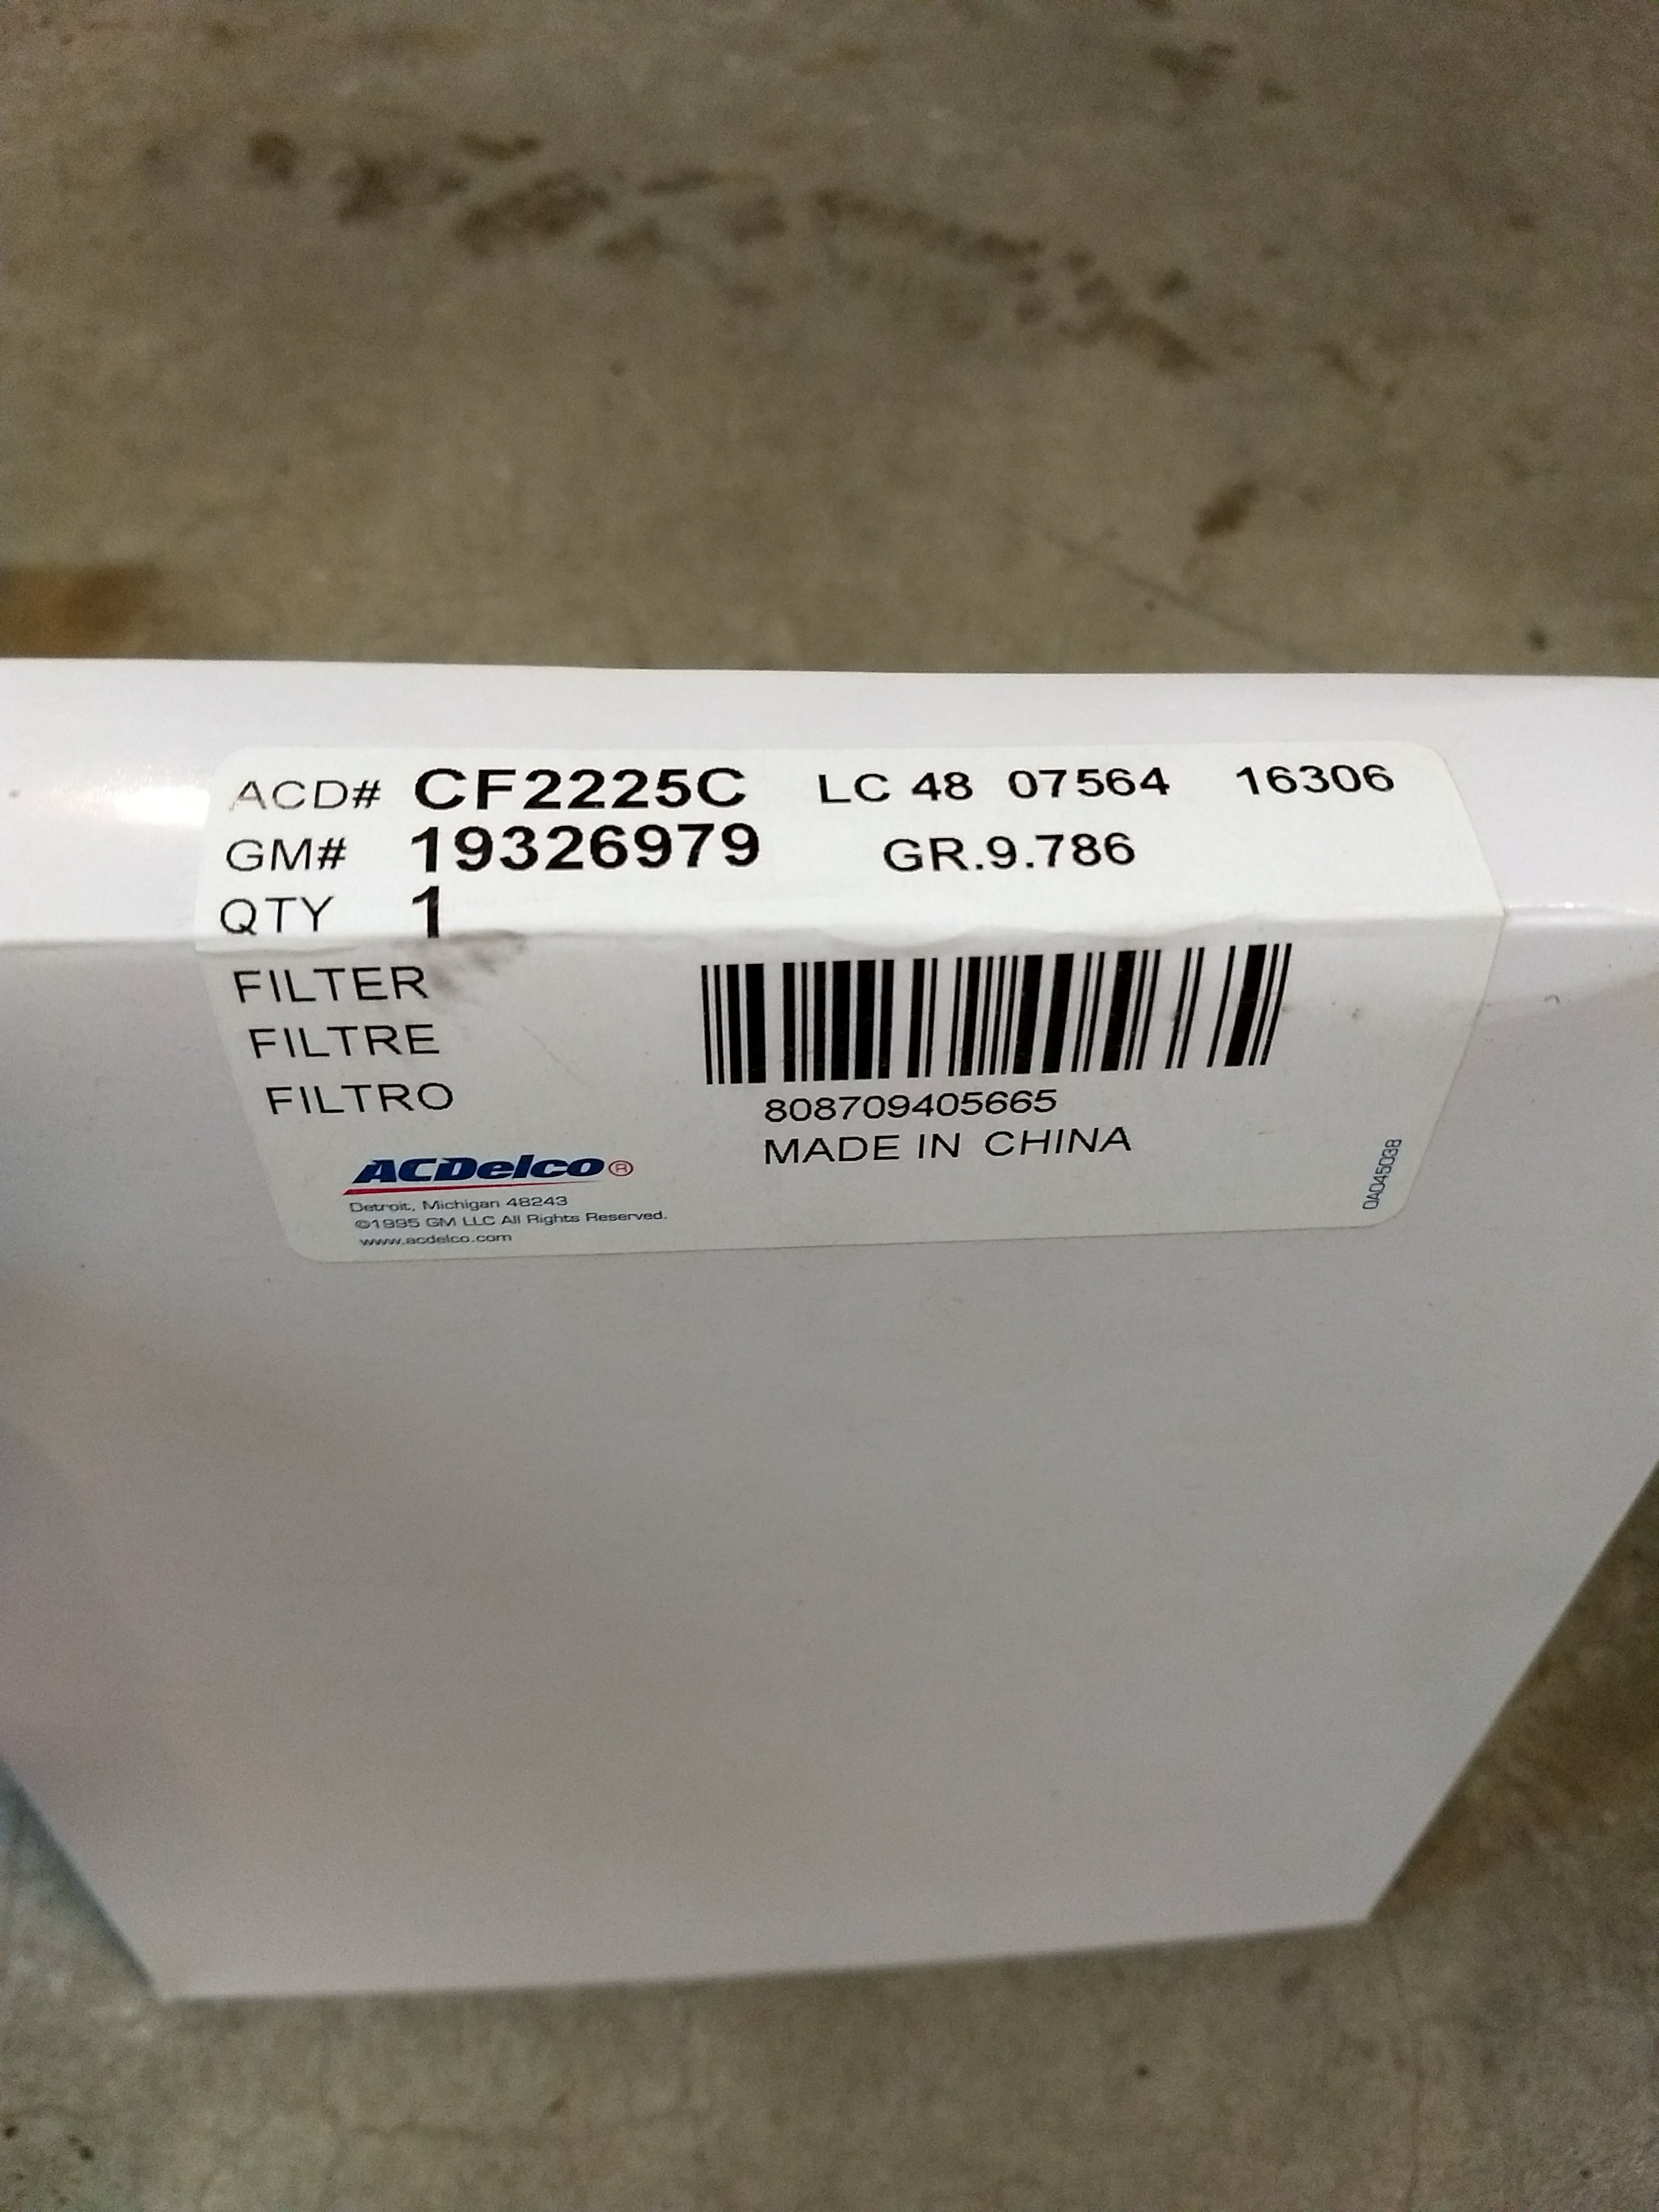 ACD# CF2225C LC 48 07564 16306
GM# 19326979 GR.9.786
QTY 1
FILTER
FILTRE
FILTRO
808709405665
MADE IN CHINA
ACDelco®
Detroit, Michigan 48243
©1995 GM LLC All Rights Reserved.
www.acdelco.com
0A045038